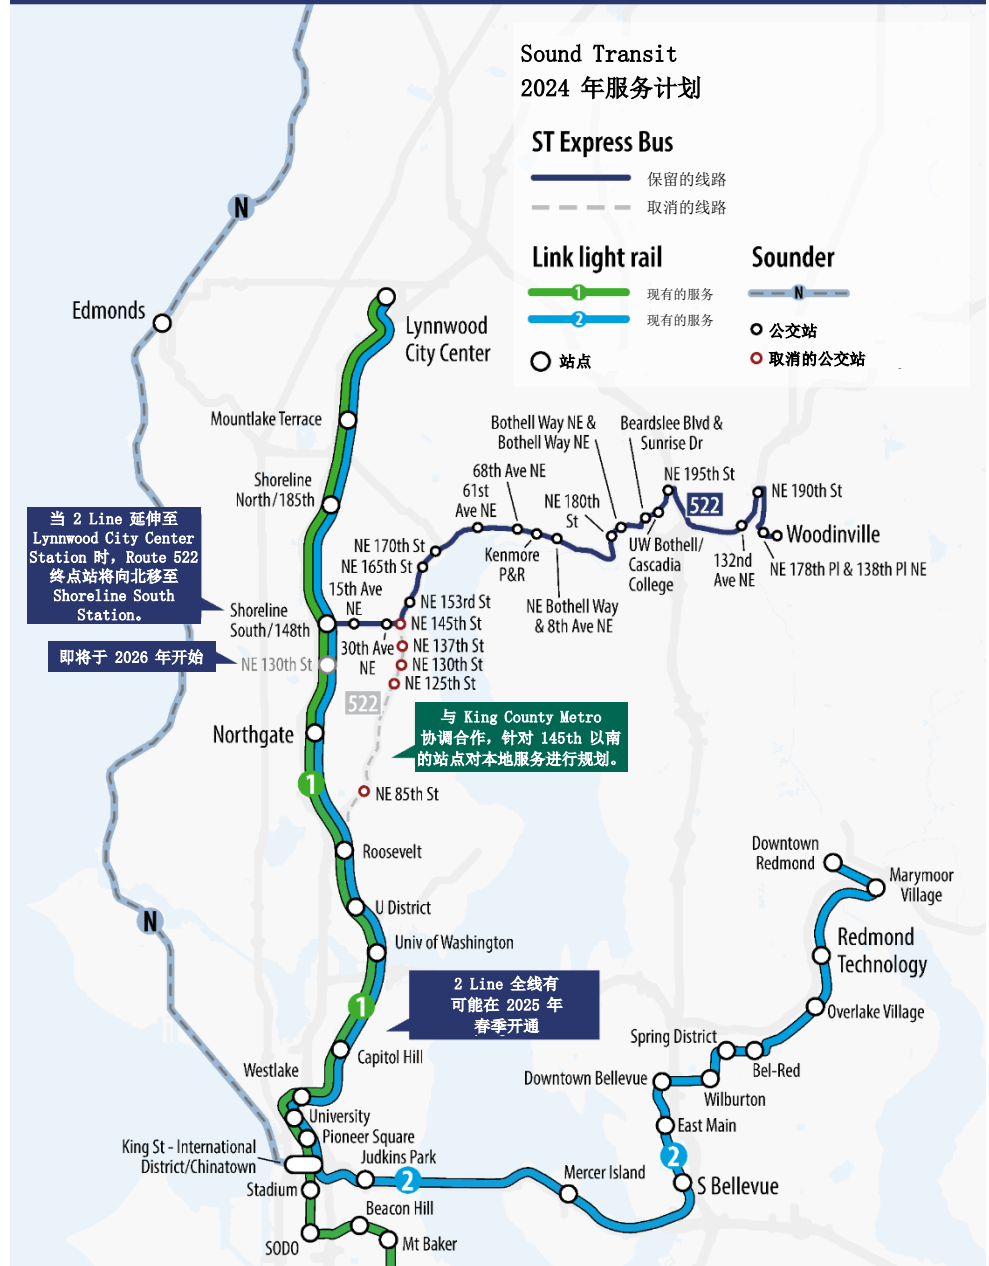 Sound Transit
2024 年服务计划
ST Express Bus
保留的线路
取消的线路
Link light rail
1
现有的服务
2
现有的服务
站点
Sounder
N
公交站
取消的公交站
N
Edmonds
Lynnwood
City Center
Mountlake Terrace
Shoreline
North/185th
当 2 Line 延伸至
Lynnwood City Center
Station 时, Route 522
终点站将向北移至
Shoreline South
Station。
Shoreline
South/148th
即将于 2026 年开始
NE 130th St
Bothell Way NE &
Bothell Way NE
Beardslee Blvd &
Sunrise Dr
68th Ave NE
61st
Ave NE
NE 180th
St
NE 195th St
522
NE 190th St
Woodinville
NE 178th Pl & 138th Pl NE
132nd
Ave NE
UW Bothell/
Cascadia
College
Kenmore
P&R
NE Bothell Way
& 8th Ave NE
NE 170th St
NE 165th St
15th Ave
NE
NE 153rd St
NE 145th St
30th Ave
NE
NE 137th St
NE 130th St
NE 125th St
522
与 King County Metro
协调合作, 针对 145th 以南
的站点对本地服务进行规划。
Northgate
1
NE 85th St
Roosevelt
U District
Univ of Washington
N
2 Line 全线有
可能在 2025 年
春季开通
1
Capitol Hill
Westlake
University
Pioneer Square
King St - International
District/Chinatown
Judkins Park
2
Stadium
Beacon Hill
SODO
Mt Baker
Mercer Island
S Bellevue
2
East Main
Downtown Bellevue
Wilburton
Spring District
Bel-Red
Overlake Village
Redmond
Technology
Marymoor
Village
Downtown
Redmond